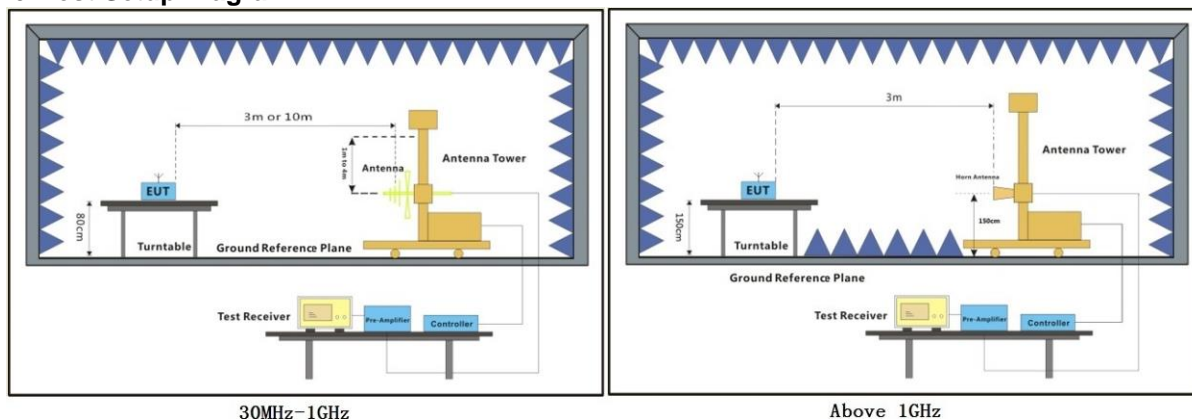 3m or 10m
1m to 4m
Antenna
Antenna Tower
EUT
80cm
Turntable
Ground Reference Plane
Test Receiver
Pre-Amplifier
Controller
30MHz-1GHz
3m
Antenna Tower
Horn Antenna
EUT
150cm
150cm
Turntable
Ground Reference Plane
Test Receiver
Pre-Amplifier
Controller
Above 1GHz